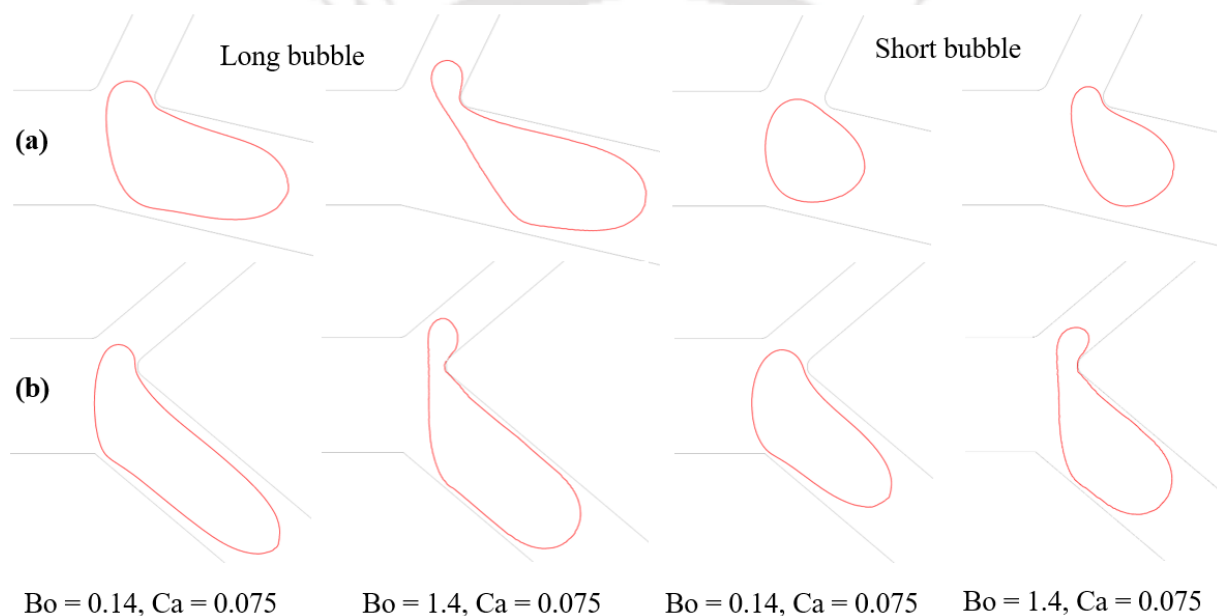 Long bubble
Short bubble
(a)
(b)
Bo = 0.14, Ca = 0.075
Bo = 1.4, Ca = 0.075
Bo = 0.14, Ca = 0.075
Bo = 1.4, Ca = 0.075